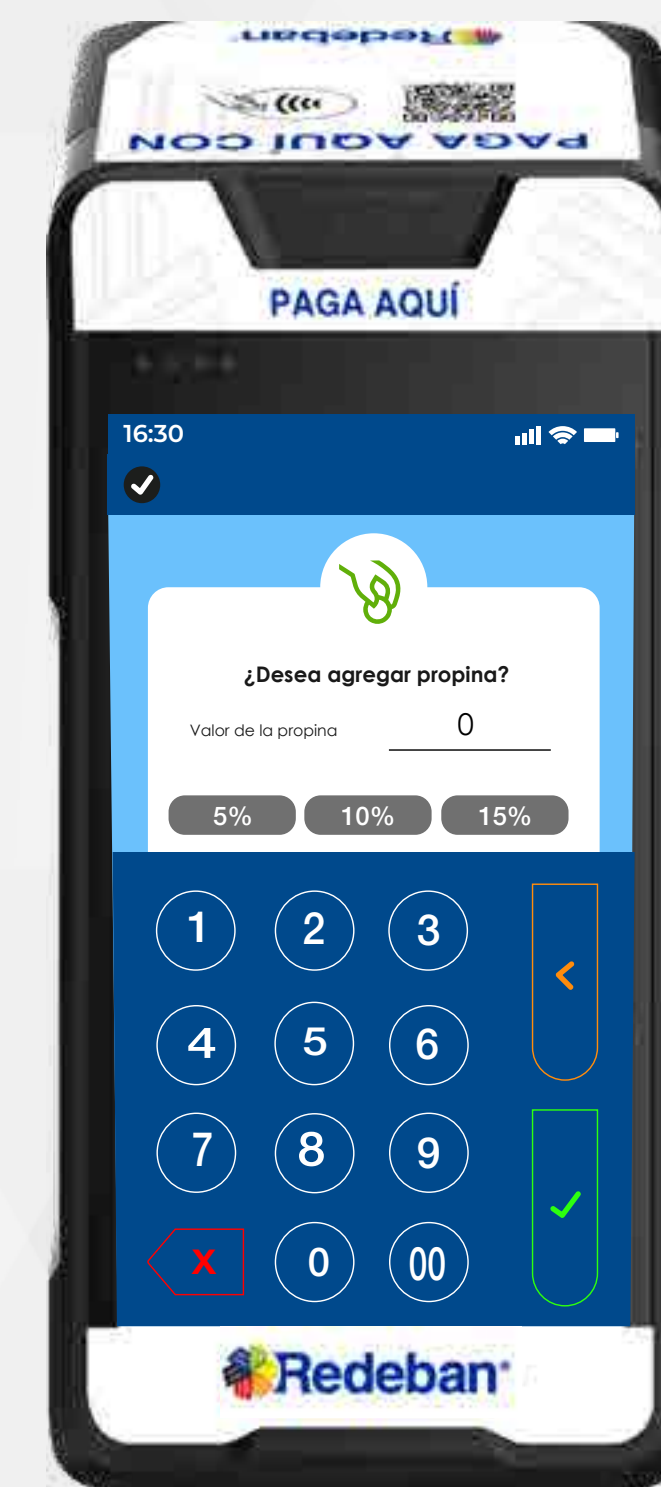 Redeban
PAGA AQUÍ CON
PAGA AQUÍ
16:30
¿Desea agregar propina?
Valor de la propina 0
5% 10% 15%
1 2 3 <
4 5 6
7 8 9
X 0 00
Redeban